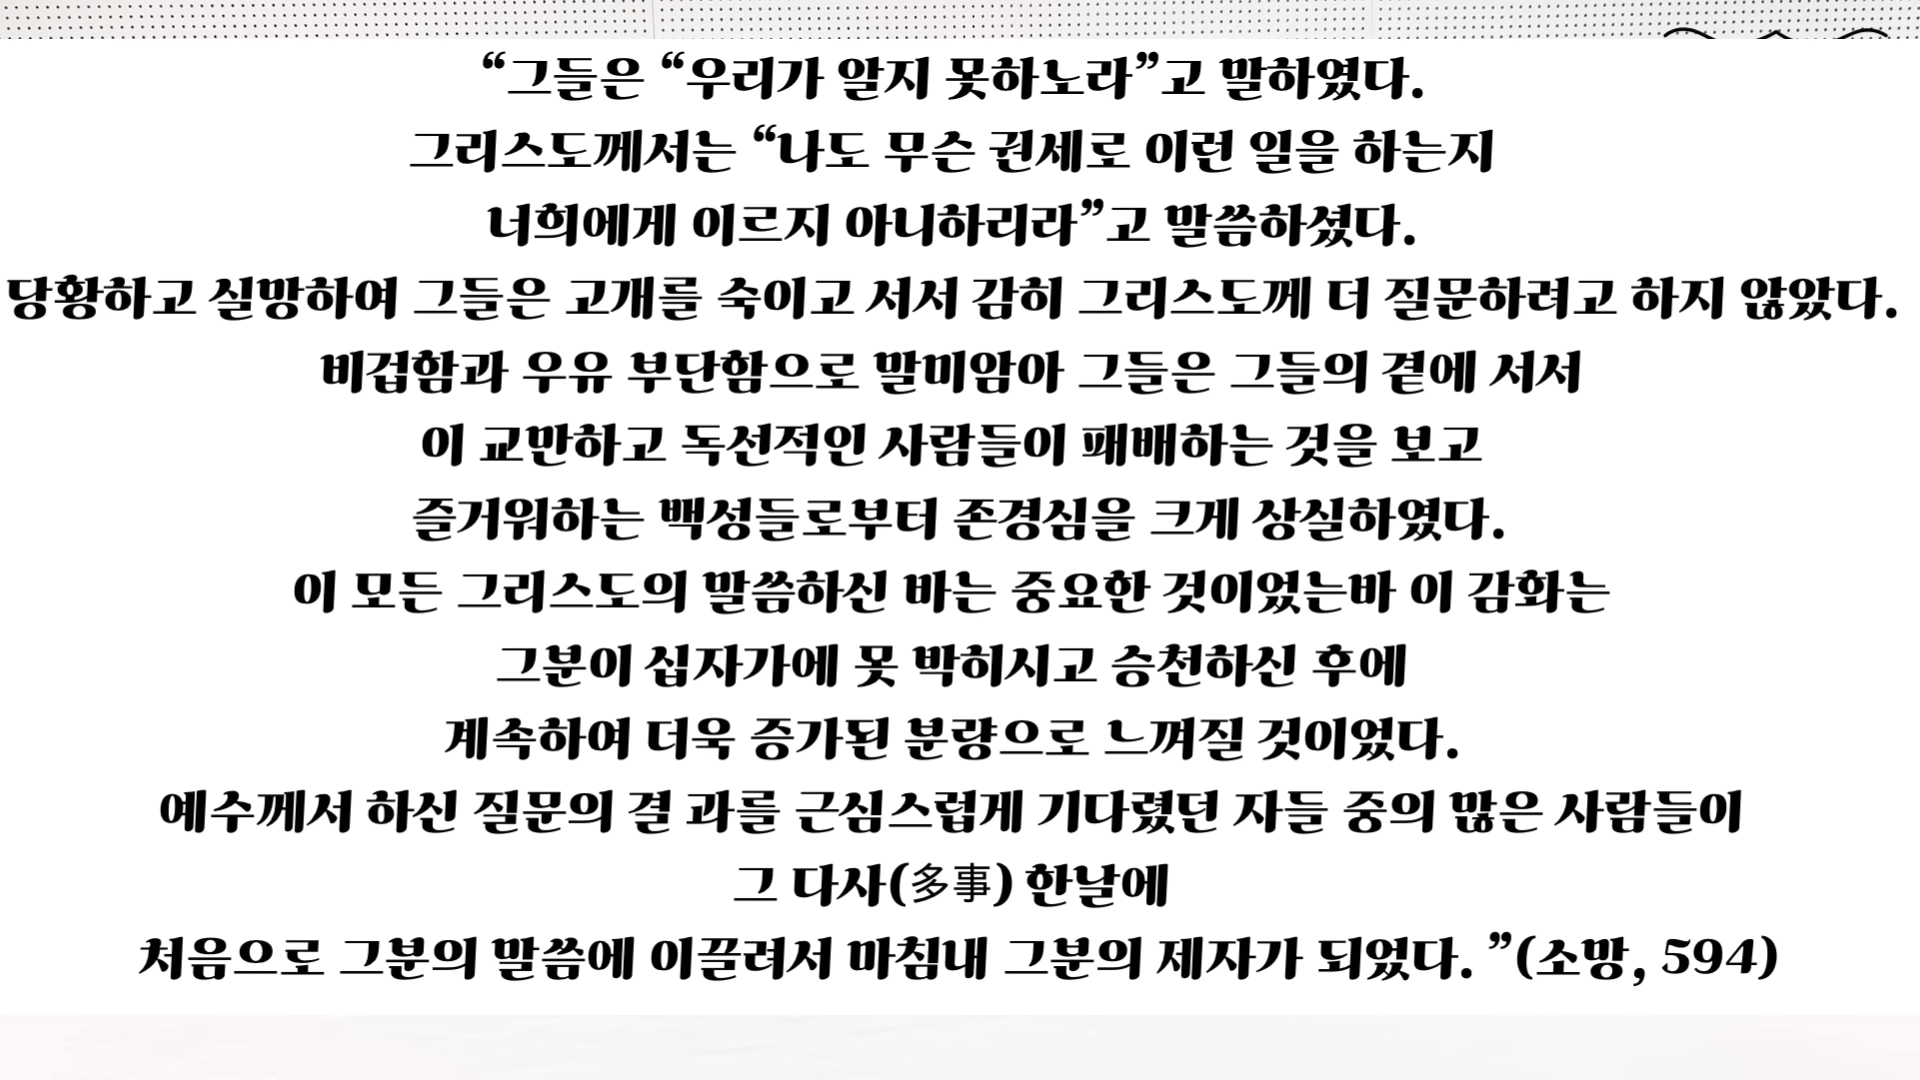 “그들은 “우리가 알지 못하노라”고 말하였다.
그리스도께서는 “나도 무슨 권세로 이런 일을 하는지
너희에게 이르지 아니하리라”고 말씀하셨다.
당황하고 실망하여 그들은 고개를 숙이고 서서 감히 그리스도께 더 질문하려고 하지 않았다.
비겁함과 우유 부단함으로 말미암아 그들은 그들의 곁에 서서
이 교만하고 독선적인 사람들이 패배하는 것을 보고
즐거워하는 백성들로부터 존경심을 크게 상실하였다.
이 모든 그리스도의 말씀하신 바는 중요한 것이었는바 이 감화는
그분이 십자가에 못 박히시고 승천하신 후에
계속하여 더욱 증가된 분량으로 느껴질 것이었다.
예수께서 하신 질문의 결 과를 근심스럽게 기다렸던 자들 중의 많은 사람들이
그 다사(多事) 한날에
처음으로 그분의 말씀에 이끌려서 마침내 그분의 제자가 되었다. ”(소망, 594)